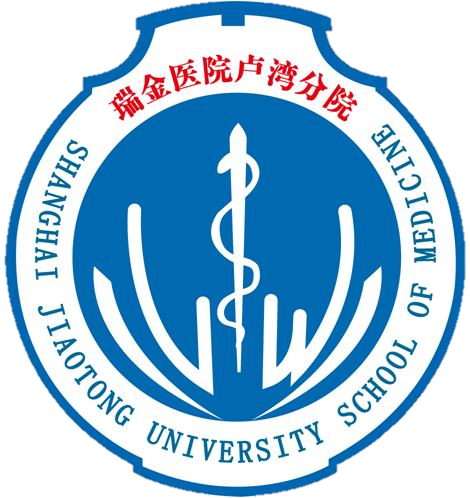 瑞金医院卢湾分院
SHANGHAI JIAOTONG UNIVERSITY SCHOOL OF MEDICINE